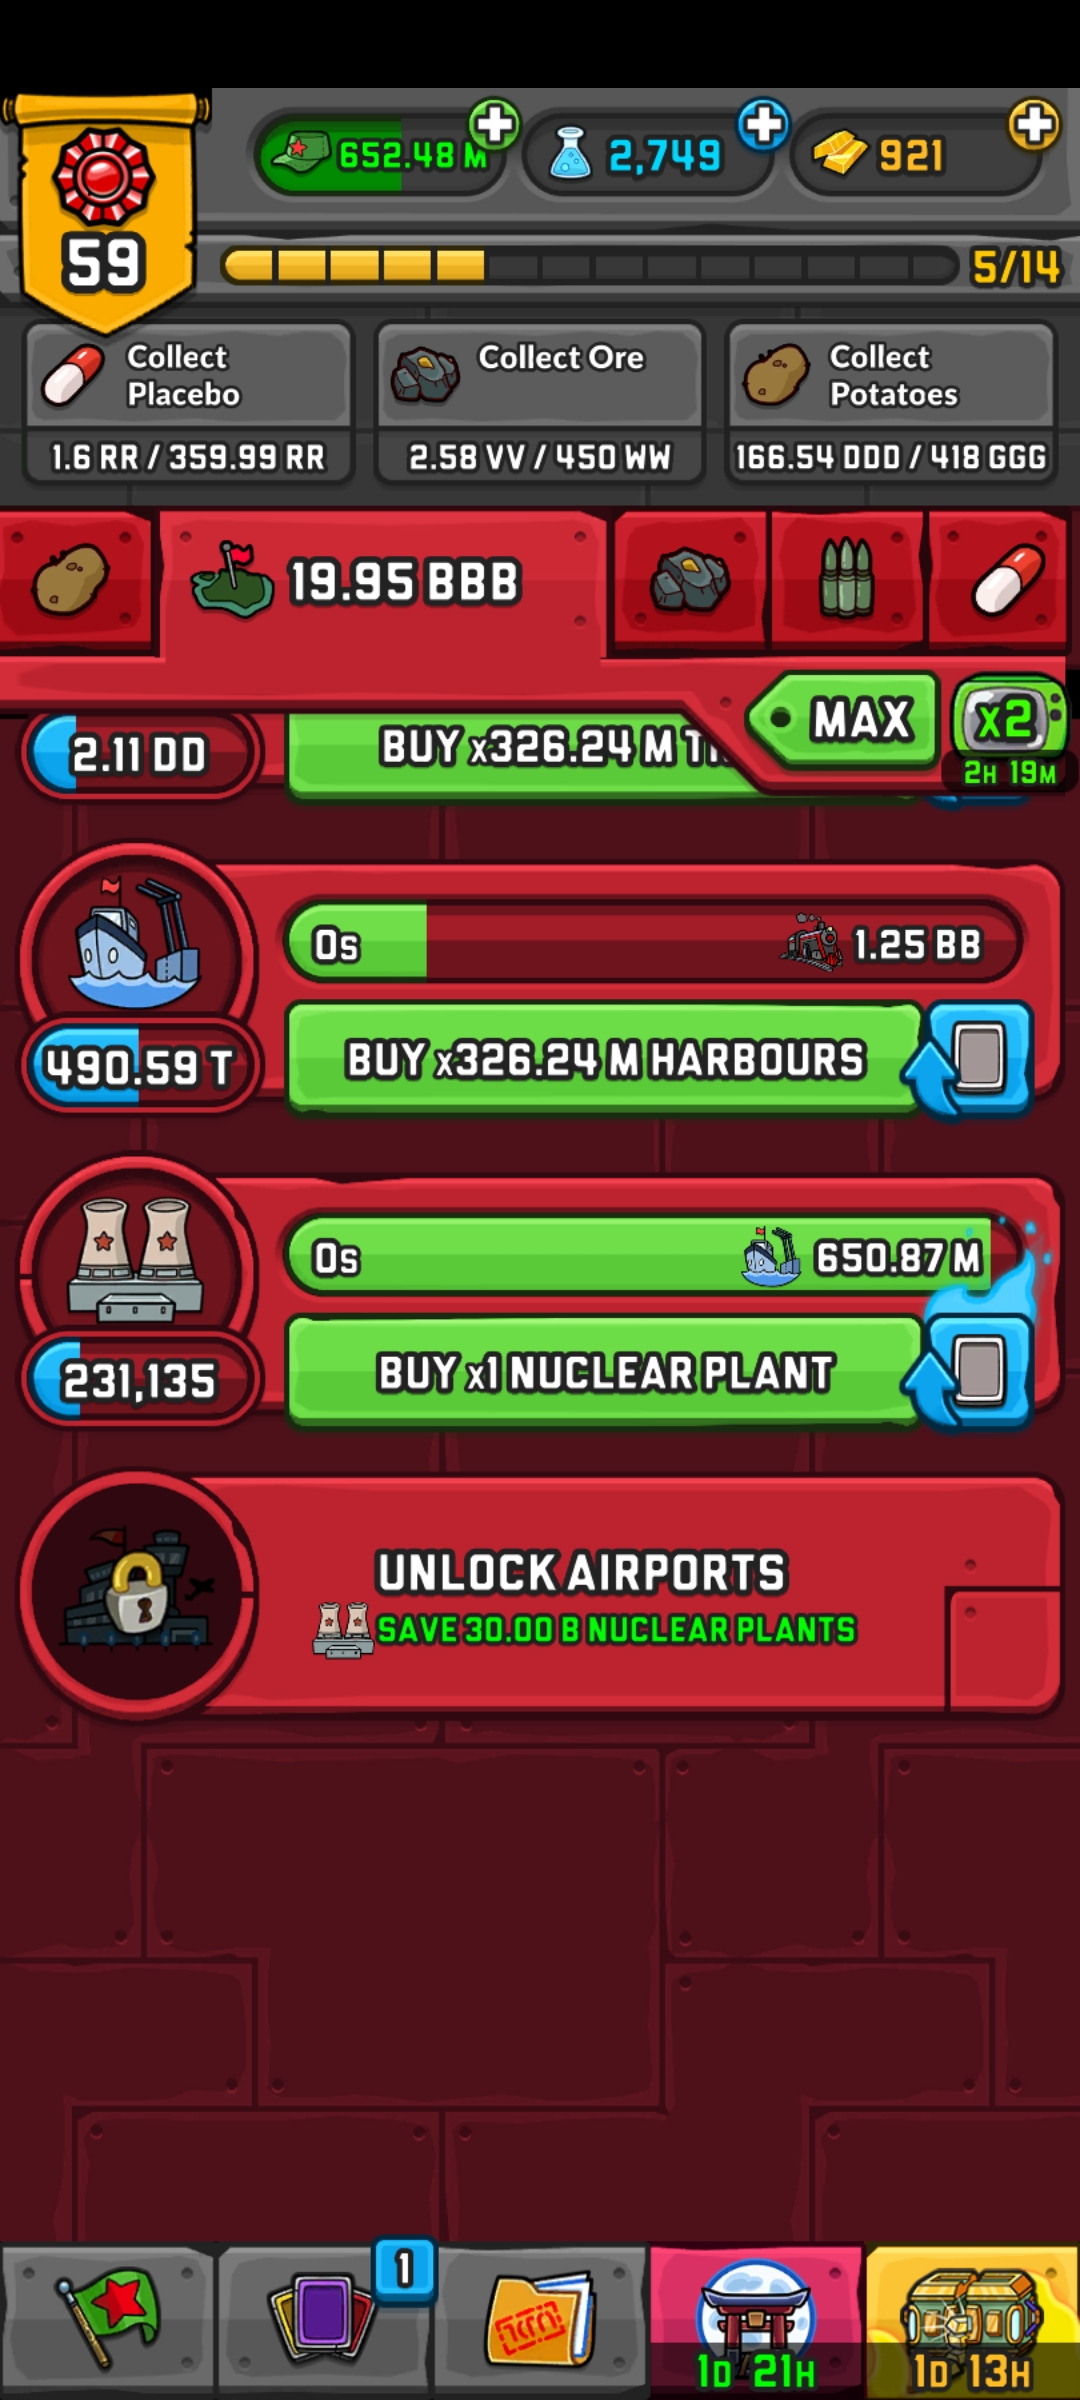 652.48 M
2,749
921
59
5/14
Collect Placebo
1.6 RR / 359.99 RR
Collect Ore
2.58 VV / 450 WW
Collect Potatoes
166.54 DDD / 418 GGG
19.95 BBB
MAX
x2
2H 19M
2.11 DD
BUY x326.24 M
0s
1.25 BB
490.59 T
BUY x326.24 M HARBOURS
0s
650.87 M
231,135
BUY x1 NUCLEAR PLANT
UNLOCK AIRPORTS
SAVE 30.00 B NUCLEAR PLANTS
1
1D 21H
1D 13H